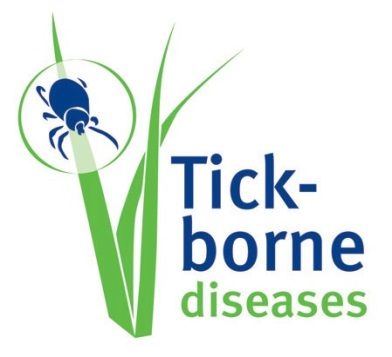 Tick-
borne
diseases